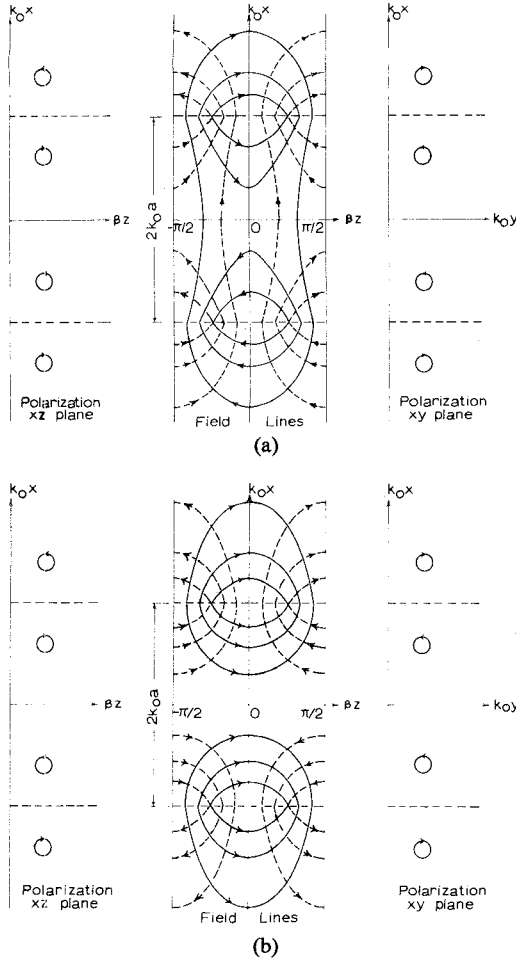 k₀x
k₀x
k₀x
2k₀a
βz
-π/2
0
π/2
βz
k₀y
Polarization
xz plane
Field Lines
Polarization
xy plane
(a)
k₀x
k₀x
k₀x
2k₀a
βz
-π/2
0
π/2
βz
k₀y
Polarization
xz plane
Field Lines
Polarization
xy plane
(b)